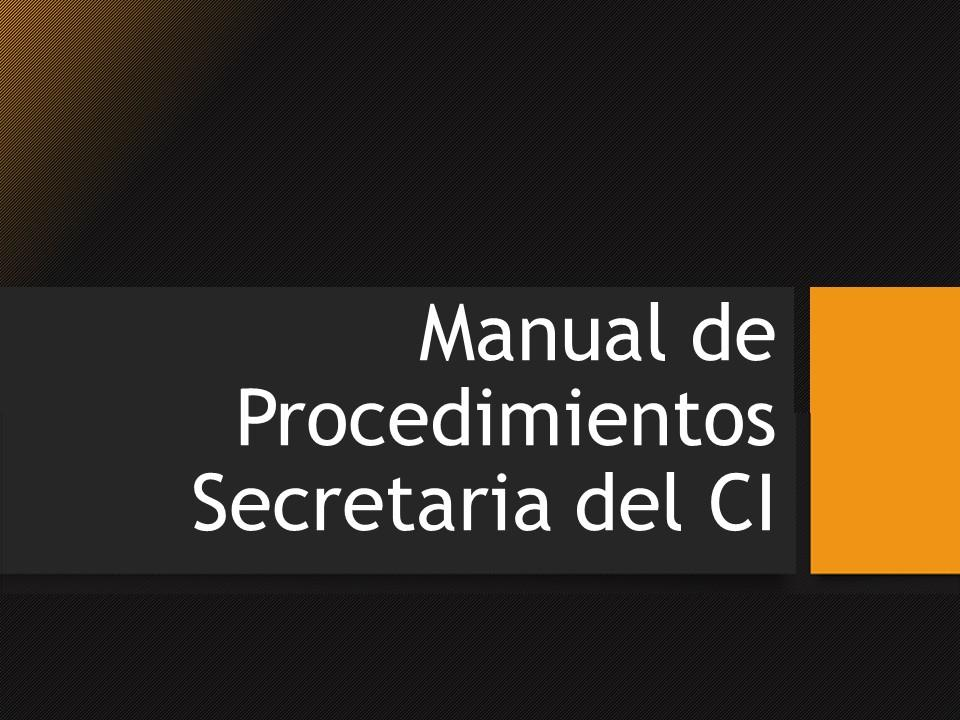 Manual de
Procedimientos
Secretaria del CI